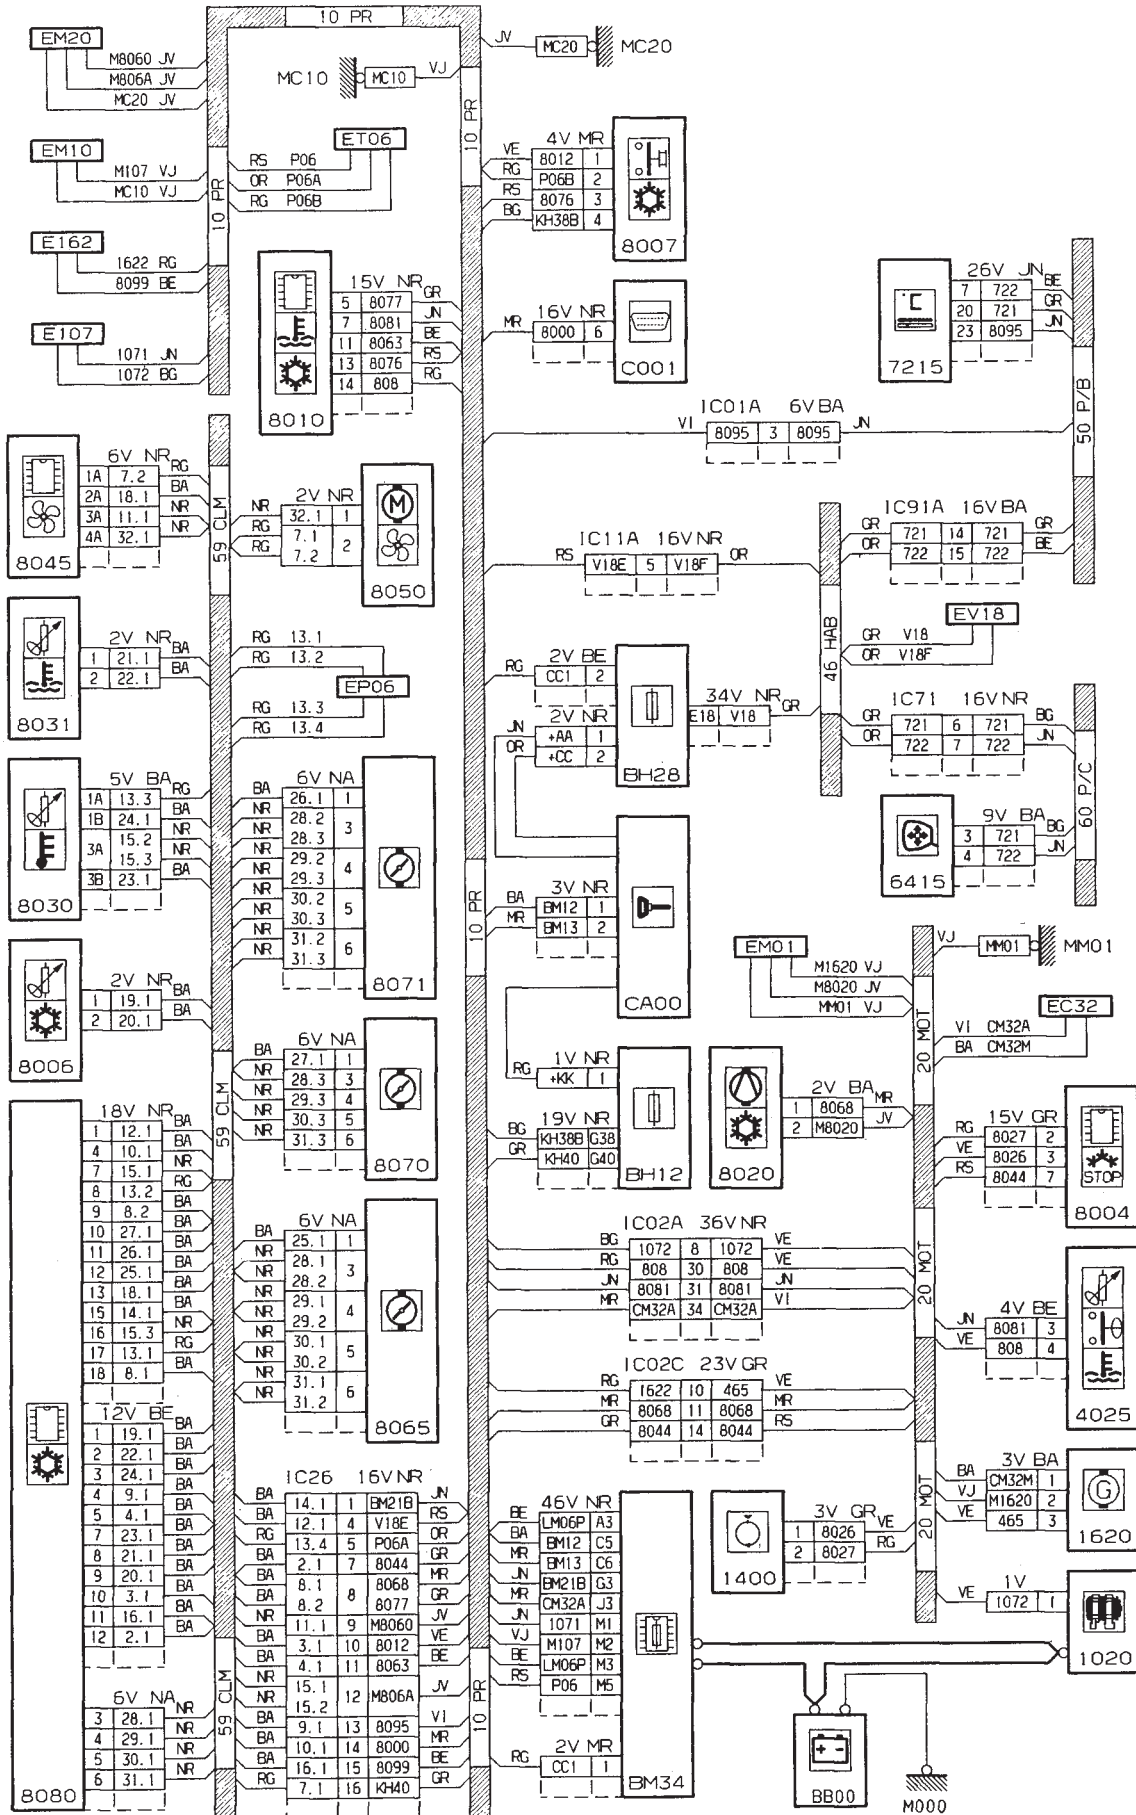 10 PR
EM20
M8060 JV
M806A JV
MC20 JV
EM10
M107 VJ
MC10 VJ
E162
1622 RG
8099 BE
E107
1071 JN
1072 BG
10 PR
MC10
MC10
VJ
JV
MC20
MC20
ET06
RS P06
OR P06A
RG P06B
10 PR
4V MR
VE 8012 1
RG P06B 2
RS 8076 3
BG KH38B 4
8007
15V NR
5 8077 GR
7 8081 JN
11 8063 BE
13 8076 RS
14 808 RG
8010
16V NR
MR 8000 6
C001
26V JN
7 722 BE
20 721 GR
23 8095 JN
7215
50 P/B
1C01A 6V BA
VI 8095 3 8095 JN
6V NR
1A 7.2 RG
2A 18.1 BA
3A 11.1 NR
4A 32.1 NR
8045
59 CLM
2V NR
NR 32.1 1
RG 7.1
RG 7.2 2
8050
1C11A 16V NR
RS V18E 5 V18F OR
1C91A 16V BA
GR 721 14 721 GR
OR 722 15 722 BE
46 HAB
EV18
GR V18
OR V18F
2V NR
1 21.1 BA
2 22.1 BA
8031
RG 13.1
RG 13.2
EP06
RG 13.3
RG 13.4
2V BE
RG CC1 2
2V NR
JN +AA 1
OR +CC 2
34V NR
E18 V18 GR
BH28
1C71 16V NR
GR 721 6 721 BG
OR 722 7 722 JN
60 P/C
9V BA
3 721 BG
4 722 JN
6415
5V BA
1A 13.3 RG
1B 24.1 BA
3A 15.2 NR
15.3 NR
3B 23.1 BA
8030
6V NA
BA 26.1 1
NR 28.2
NR 28.3 3
NR 29.2
NR 29.3 4
NR 30.2
NR 30.3 5
NR 31.2
NR 31.3 6
8071
10 PR
3V NR
BA BM12 1
MR BM13 2
CA00
EM01
M1620 VJ
M8020 JV
MM01 VJ
VJ
MM01
MM01
20 MOT
EC32
VI CM32A
BA CM32M
2V NR
1 19.1 BA
2 20.1 BA
8006
59 CLM
6V NA
BA 27.1 1
NR 28.3 3
NR 29.3 4
NR 30.3 5
NR 31.3 6
8070
1V NR
RG +KK 1
19V NR
BG KH38B G38
GR KH40 G40
BH12
2V BA
1 8068 MR
2 M8020 JV
8020
15V GR
RG 8027 2
VE 8026 3
RS 8044 7
STOP
8004
18V NR
1 12.1 BA
4 10.1 BA
7 15.1 NR
8 13.2 RG
9 8.2 BA
10 27.1 BA
11 26.1 BA
12 25.1 BA
13 18.1 BA
15 14.1 BA
16 15.3 NR
17 13.1 RG
18 8.1 BA
12V BE
1 19.1 BA
2 22.1 BA
3 24.1 BA
4 9.1 BA
5 4.1 BA
7 23.1 BA
8 21.1 BA
9 20.1 BA
10 3.1 BA
11 16.1 BA
12 2.1 BA
6V NA
3 28.1 NR
4 29.1 NR
5 30.1 NR
6 31.1 NR
8080
6V NA
BA 25.1 1
NR 28.1
NR 28.2 3
NR 29.1
NR 29.2 4
NR 30.1
NR 30.2 5
NR 31.1
NR 31.2 6
8065
1C02A 36V NR
BG 1072 8 1072 VE
RG 808 30 808 VE
JN 8081 31 8081 JN
MR CM32A 34 CM32A VI
20 MOT
4V BE
JN 8081 3
VE 808 4
4025
1C02C 23V GR
RG 1622 10 465 VE
MR 8068 11 8068 MR
GR 8044 14 8044 RS
3V BA
BA CM32M 1
VJ M1620 2
VE 465 3
1620
20 MOT
1C26 16V NR
BA 14.1 1 BM21B JN
BA 12.1 4 V18E RS
RG 13.4 5 P06A OR
BA 2.1 7 8044 GR
BA 8.1 8 8068 MR
BA 8.2 8077 GR
NR 11.1 9 M8060 JV
BA 3.1 10 8012 VE
BA 4.1 11 8063 BE
NR 15.1
NR 15.2 12 M806A JV
BA 9.1 13 8095 VI
BA 10.1 14 8000 MR
BA 16.1 15 8099 BE
RG 7.1 16 KH40 GR
59 CLM
10 PR
46V NR
BE LM06P A3
BA BM12 C5
MR BM13 C6
JN BM21B G3
MR CM32A J3
JN 1071 M1
VJ M107 M2
BE LM06P M3
RS P06 M5
2V MR
RG CC1 1
BM34
3V GR
1 8026 VE
2 8027 RG
1400
1V
VE 1072 1
1020
BB00
M000